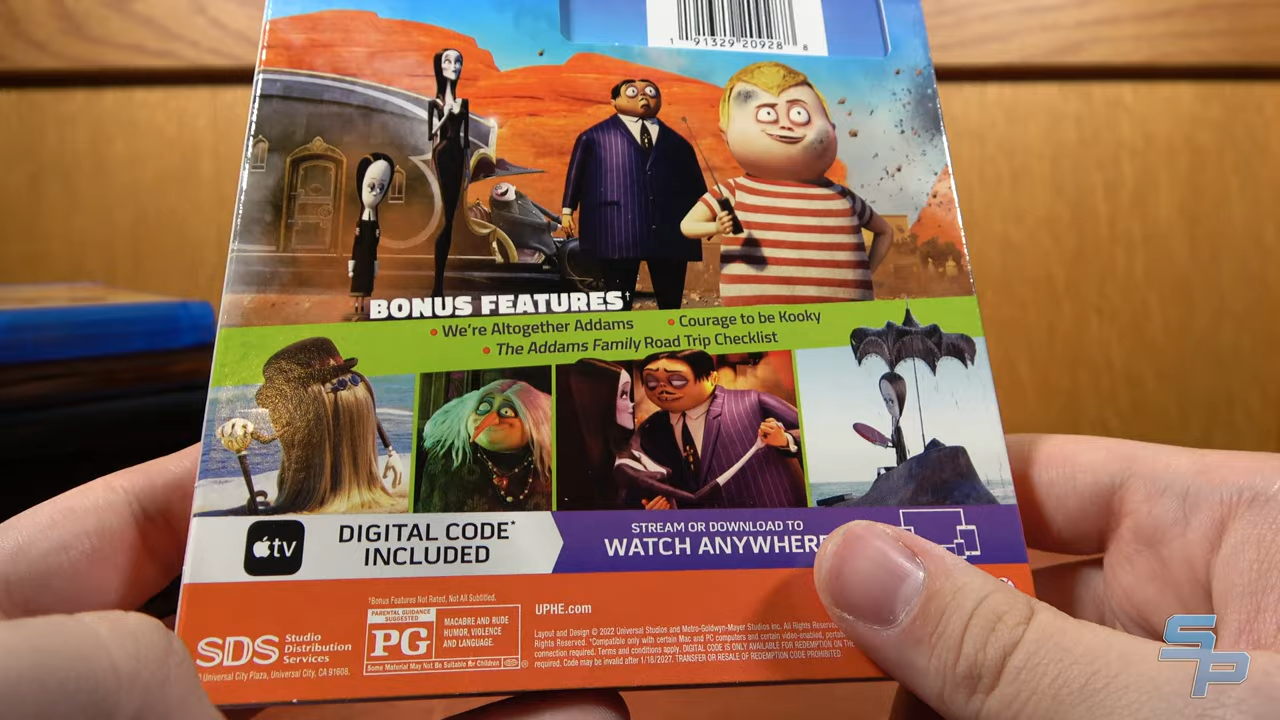 1 91329 20928 8
BONUS FEATURES†
• We're Altogether Addams • Courage to be Kooky
• The Addams Family Road Trip Checklist
tv
DIGITAL CODE*
INCLUDED
STREAM OR DOWNLOAD TO
WATCH ANYWHERE
†Bonus Features Not Rated, Not All Subtitled.
SDS Studio
Distribution
Services
Universal City Plaza, Universal City, CA 91608.
PARENTAL GUIDANCE
SUGGESTED
PG
MACABRE AND RUDE
HUMOR, VIOLENCE
AND LANGUAGE.
Some Material May Not Be Suitable for Children
®
UPHE.com
Layout and Design © 2022 Universal Studios and Metro-Goldwyn-Mayer Studios Inc. All Rights Reserved.
Rights Reserved. *Compatible only with certain Mac and PC computers and certain video-enabled,
connection required. Terms and conditions apply. DIGITAL CODE IS ONLY AVAILABLE FOR REDEMPTION ON
required. Code may be invalid after 1/18/2027. TRANSFER OR RESALE OF REDEMPTION CODE PROHIBITED.
SP